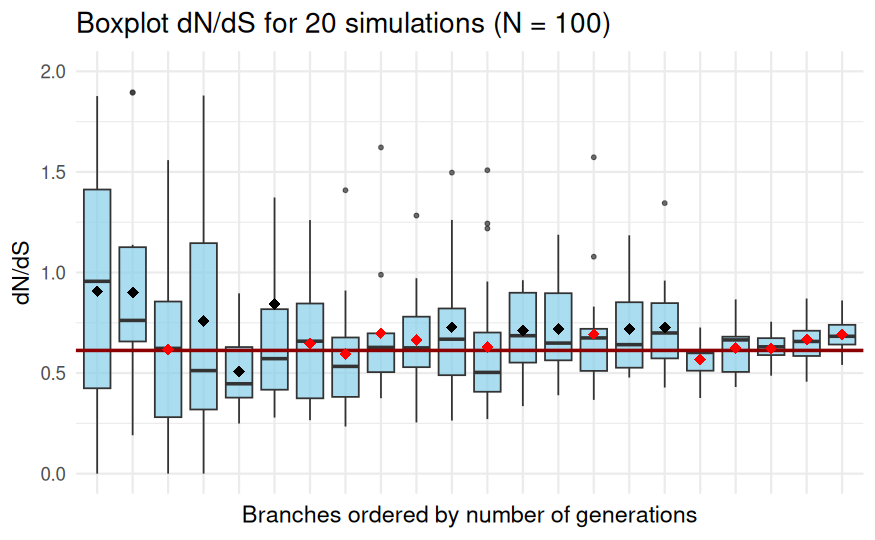 Boxplot dN/dS for 20 simulations (N = 100)
2.0
1.5
1.0
0.5
0.0
dN/dS
Branches ordered by number of generations